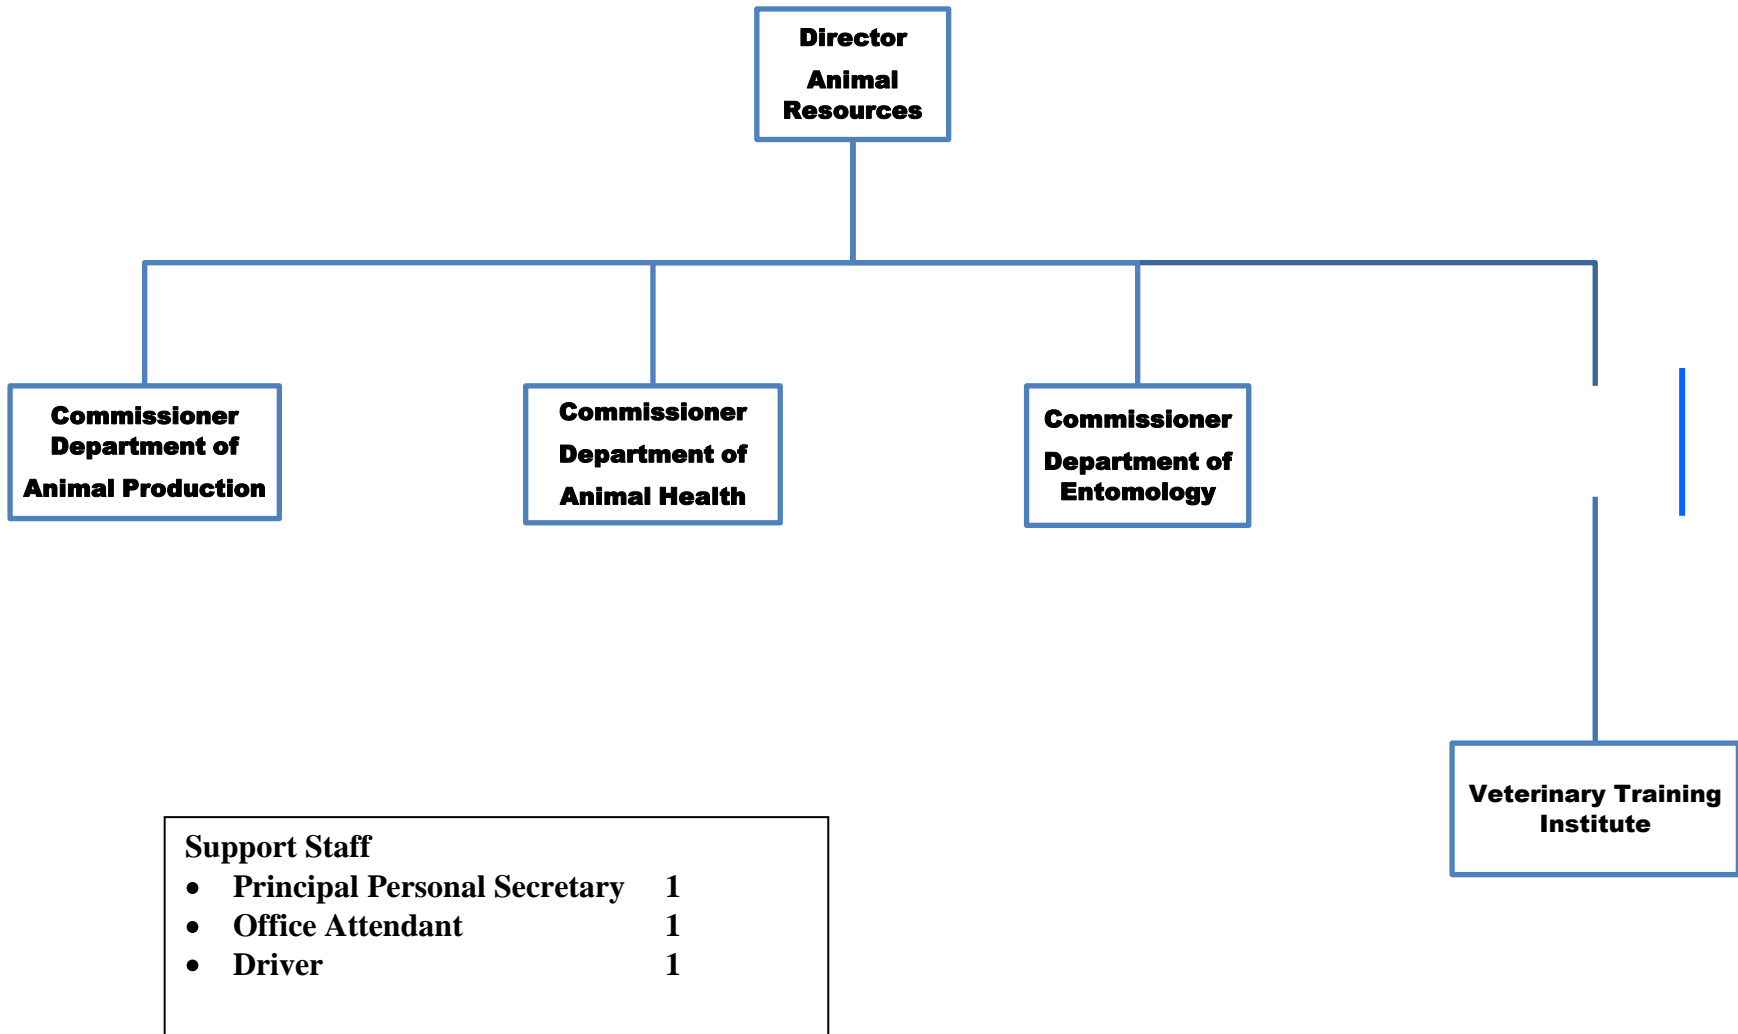 Director
Animal
Resources
Commissioner
Department of
Animal Production
Commissioner
Department of
Animal Health
Commissioner
Department of
Entomology
Veterinary Training
Institute
Support Staff
• Principal Personal Secretary 1
• Office Attendant 1
• Driver 1